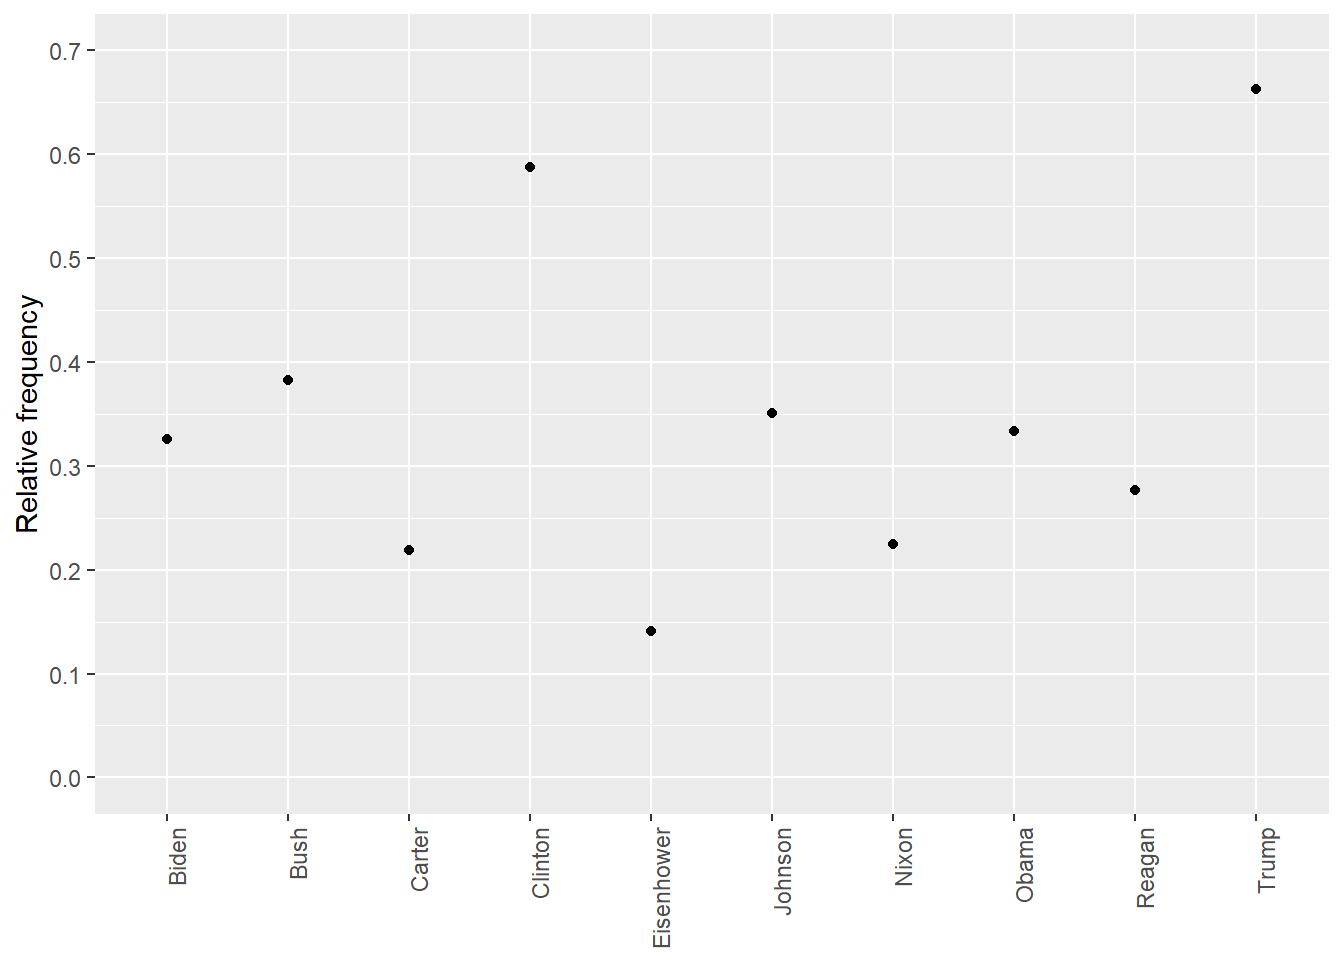 0.7
0.6
0.5
0.4
0.3
0.2
0.1
0.0
Relative frequency
Biden
Bush
Carter
Clinton
Eisenhower
Johnson
Nixon
Obama
Reagan
Trump